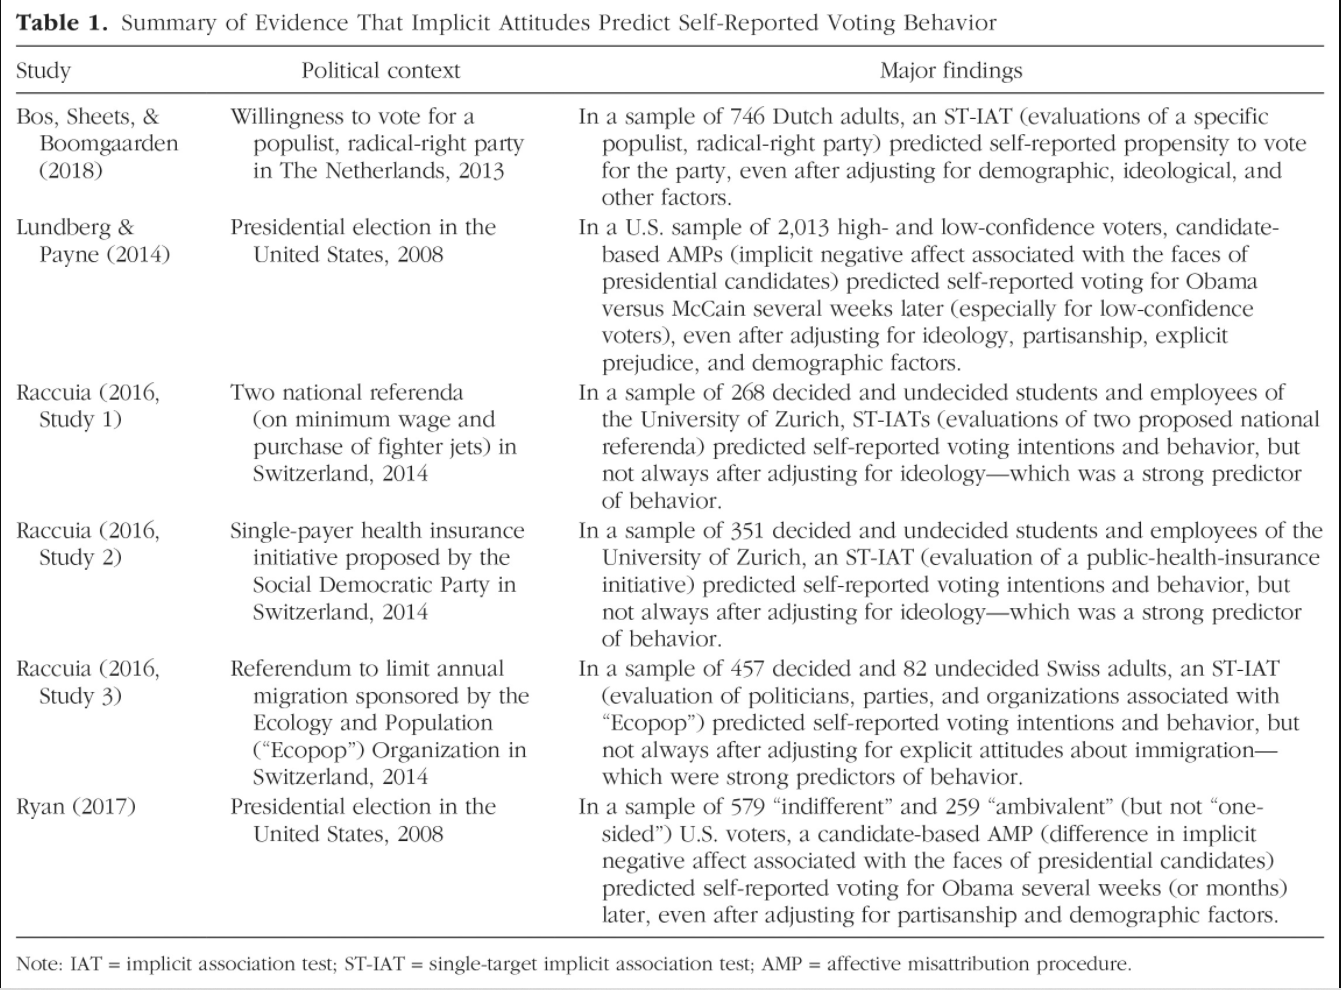 Table 1. Summary of Evidence That Implicit Attitudes Predict Self-Reported Voting Behavior
Study Political context Major findings
Bos, Sheets, &
Boomgaarden
(2018)
Willingness to vote for a
populist, radical-right party
in The Netherlands, 2013
In a sample of 746 Dutch adults, an ST-IAT (evaluations of a specific
populist, radical-right party) predicted self-reported propensity to vote
for the party, even after adjusting for demographic, ideological, and
other factors.
Lundberg &
Payne (2014)
Presidential election in the
United States, 2008
In a U.S. sample of 2,013 high- and low-confidence voters, candidate-
based AMPs (implicit negative affect associated with the faces of
presidential candidates) predicted self-reported voting for Obama
versus McCain several weeks later (especially for low-confidence
voters), even after adjusting for ideology, partisanship, explicit
prejudice, and demographic factors.
Raccuia (2016,
Study 1)
Two national referenda
(on minimum wage and
purchase of fighter jets) in
Switzerland, 2014
In a sample of 268 decided and undecided students and employees of
the University of Zurich, ST-IATs (evaluations of two proposed national
referenda) predicted self-reported voting intentions and behavior, but
not always after adjusting for ideology—which was a strong predictor
of behavior.
Raccuia (2016,
Study 2)
Single-payer health insurance
initiative proposed by the
Social Democratic Party in
Switzerland, 2014
In a sample of 351 decided and undecided students and employees of the
University of Zurich, an ST-IAT (evaluation of a public-health-insurance
initiative) predicted self-reported voting intentions and behavior, but
not always after adjusting for ideology—which was a strong predictor
of behavior.
Raccuia (2016,
Study 3)
Referendum to limit annual
migration sponsored by the
Ecology and Population
(“Ecopop”) Organization in
Switzerland, 2014
In a sample of 457 decided and 82 undecided Swiss adults, an ST-IAT
(evaluation of politicians, parties, and organizations associated with
“Ecopop”) predicted self-reported voting intentions and behavior, but
not always after adjusting for explicit attitudes about immigration—
which were strong predictors of behavior.
Ryan (2017)
Presidential election in the
United States, 2008
In a sample of 579 “indifferent” and 259 “ambivalent” (but not “one-
sided”) U.S. voters, a candidate-based AMP (difference in implicit
negative affect associated with the faces of presidential candidates)
predicted self-reported voting for Obama several weeks (or months)
later, even after adjusting for partisanship and demographic factors.
Note: IAT = implicit association test; ST-IAT = single-target implicit association test; AMP = affective misattribution procedure.